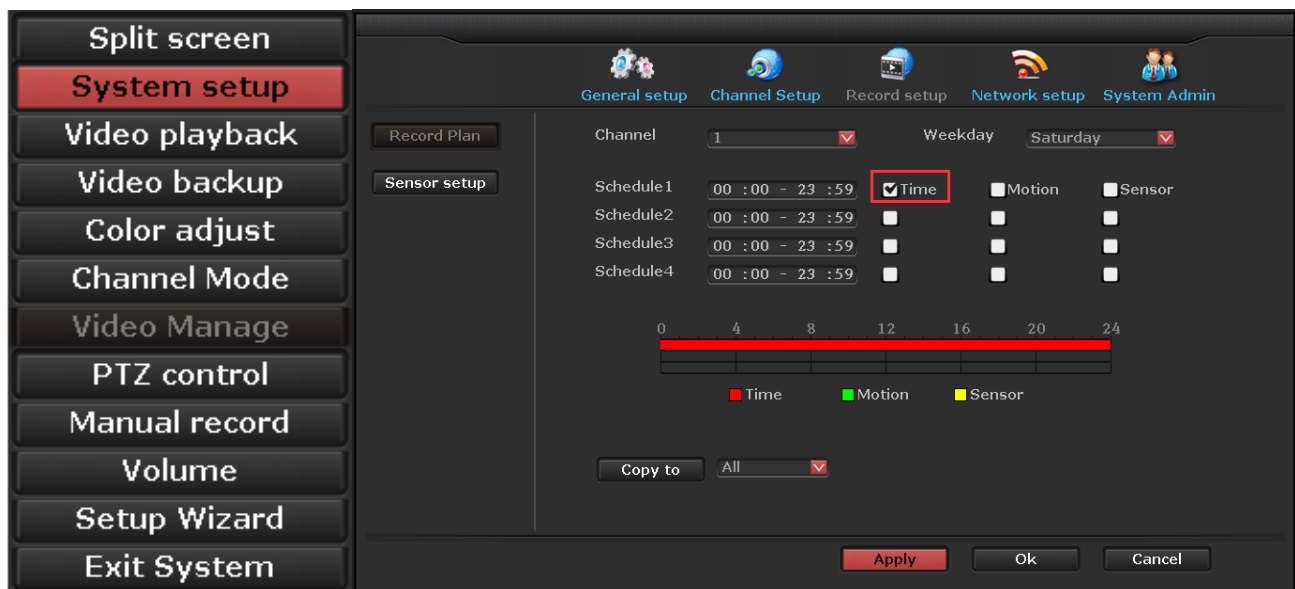 Split screen
System setup
Video playback
Video backup
Color adjust
Channel Mode
Video Manage
PTZ control
Manual record
Volume
Setup Wizard
Exit System
General setup Channel Setup Record setup Network setup System Admin
Record Plan
Sensor setup
Channel 1 Weekday Saturday
Schedule1 00 :00 - 23 :59 Time Motion Sensor
Schedule2 00 :00 - 23 :59
Schedule3 00 :00 - 23 :59
Schedule4 00 :00 - 23 :59
0 4 8 12 16 20 24
Time Motion Sensor
Copy to All
Apply Ok Cancel